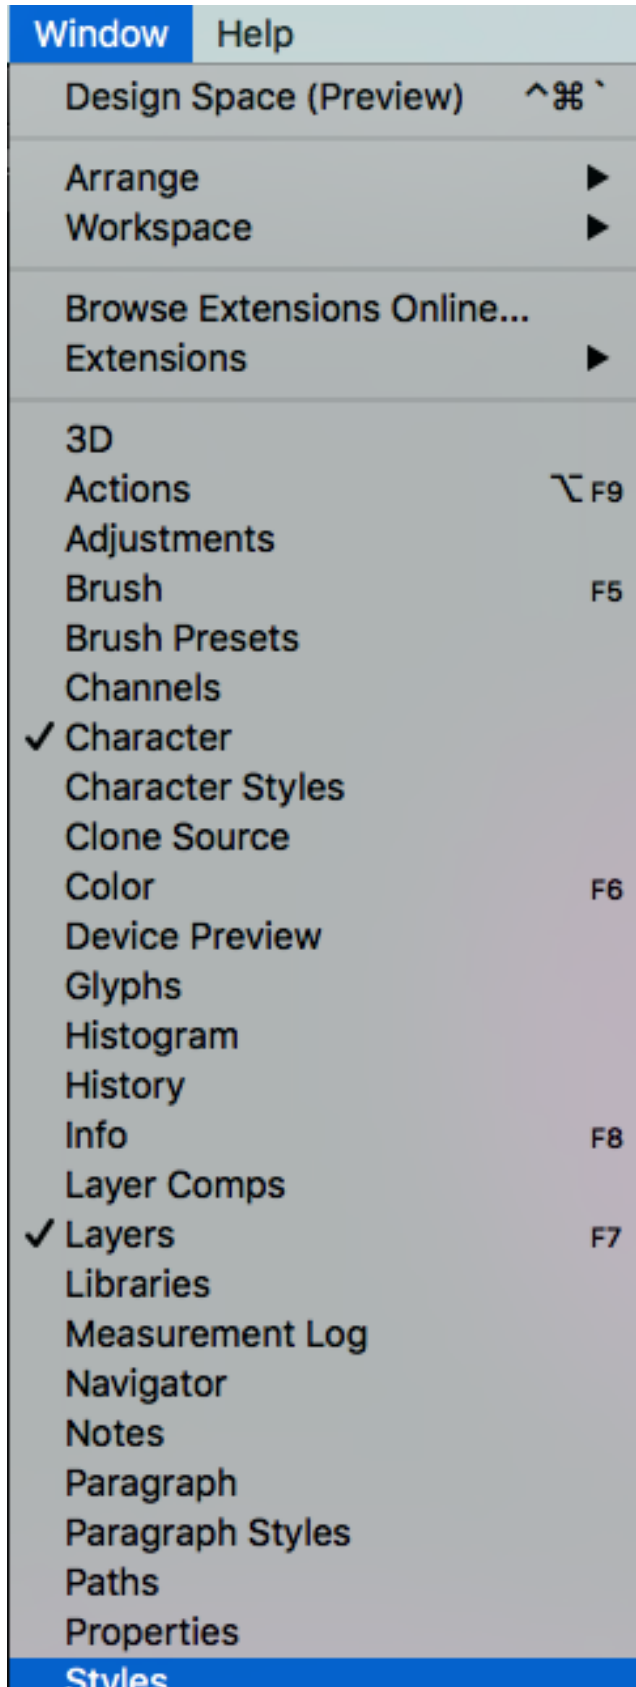 Window Help
Design Space (Preview) ^⌘`
Arrange ▶
Workspace ▶
Browse Extensions Online...
Extensions ▶
3D
Actions ⌥F9
Adjustments
Brush F5
Brush Presets
Channels
✓ Character
Character Styles
Clone Source
Color F6
Device Preview
Glyphs
Histogram
History
Info F8
Layer Comps
✓ Layers F7
Libraries
Measurement Log
Navigator
Notes
Paragraph
Paragraph Styles
Paths
Properties
Styles